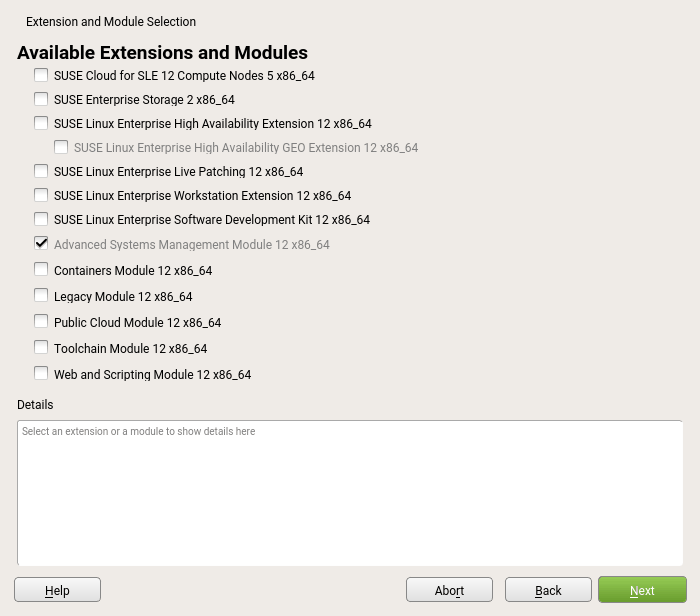 Extension and Module Selection
Available Extensions and Modules
SUSE Cloud for SLE 12 Compute Nodes 5 x86_64
SUSE Enterprise Storage 2 x86_64
SUSE Linux Enterprise High Availability Extension 12 x86_64
SUSE Linux Enterprise High Availability GEO Extension 12 x86_64
SUSE Linux Enterprise Live Patching 12 x86_64
SUSE Linux Enterprise Workstation Extension 12 x86_64
SUSE Linux Enterprise Software Development Kit 12 x86_64
Advanced Systems Management Module 12 x86_64
Containers Module 12 x86_64
Legacy Module 12 x86_64
Public Cloud Module 12 x86_64
Toolchain Module 12 x86_64
Web and Scripting Module 12 x86_64
Details
Select an extension or a module to show details here
Help Abort Back Next